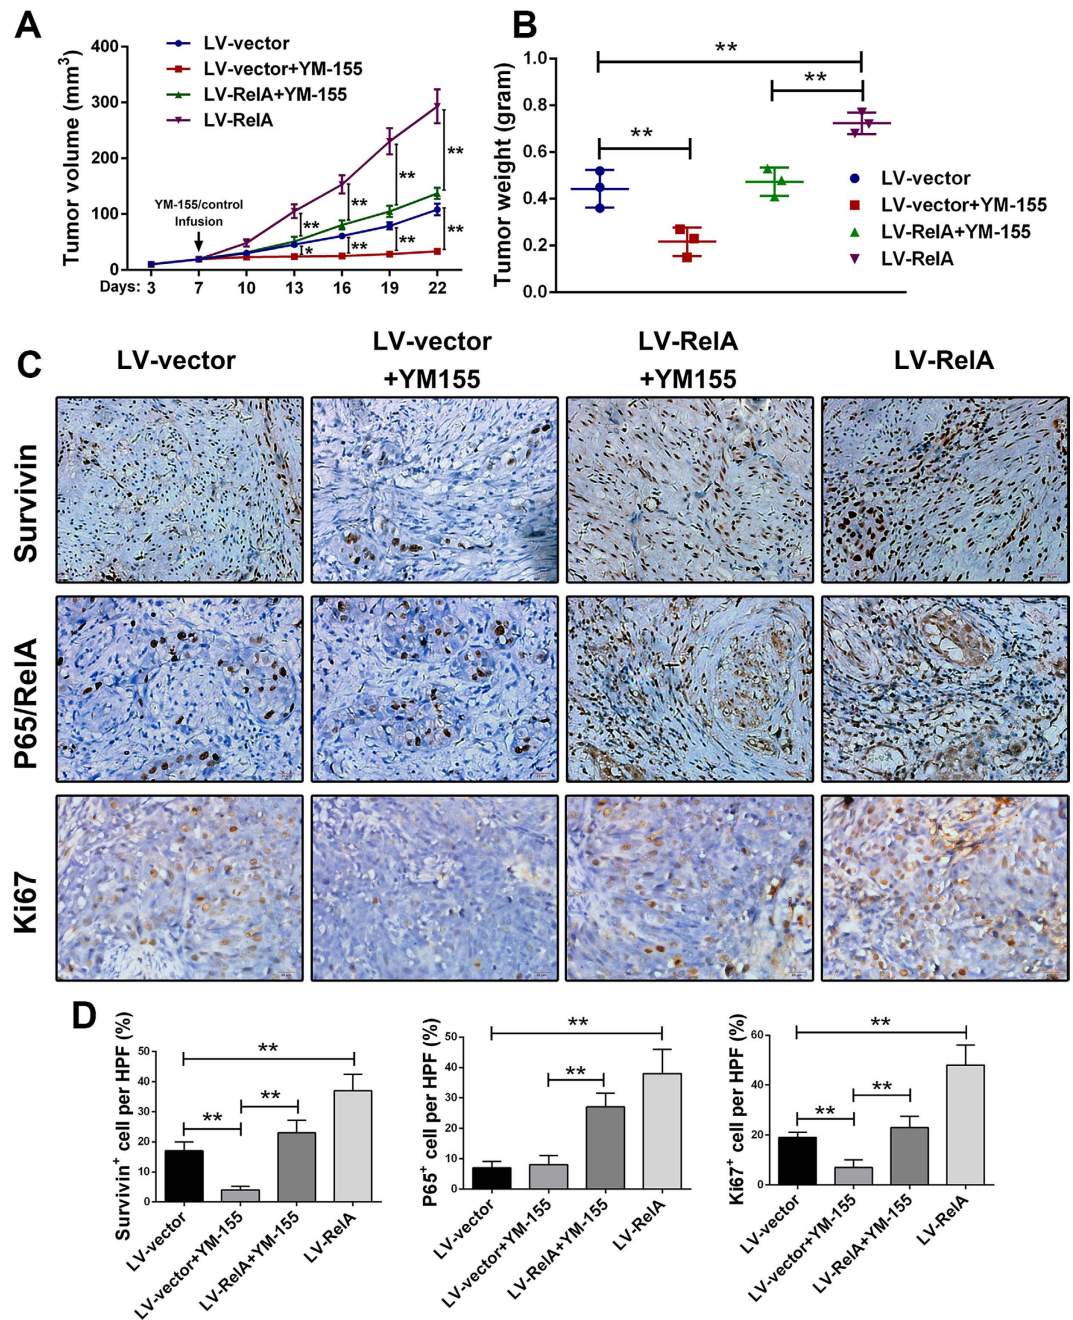 A
Tumor volume (mm³)
400
300
200
100
0
LV-vector
LV-vector+YM-155
LV-RelA+YM-155
LV-RelA
YM-155/control
Infusion
**
**
**
**
*
**
**
**
Days: 3 7 10 13 16 19 22
B
Tumor weight (gram)
1.0
0.8
0.6
0.4
0.2
0.0
**
**
**
LV-vector
LV-vector+YM-155
LV-RelA+YM-155
LV-RelA
C
LV-vector
LV-vector
+YM155
LV-RelA
+YM155
LV-RelA
Survivin
P65/RelA
Ki67
D
Survivin⁺ cell per HPF (%)
50
40
30
20
10
0
**
**
**
LV-vector
LV-vector+YM-155
LV-RelA+YM-155
LV-RelA
P65⁺ cell per HPF (%)
50
40
30
20
10
0
**
**
LV-vector
LV-vector+YM-155
LV-RelA+YM-155
LV-RelA
Ki67⁺ cell per HPF (%)
60
40
20
0
**
**
**
LV-vector
LV-vector+YM-155
LV-RelA+YM-155
LV-RelA